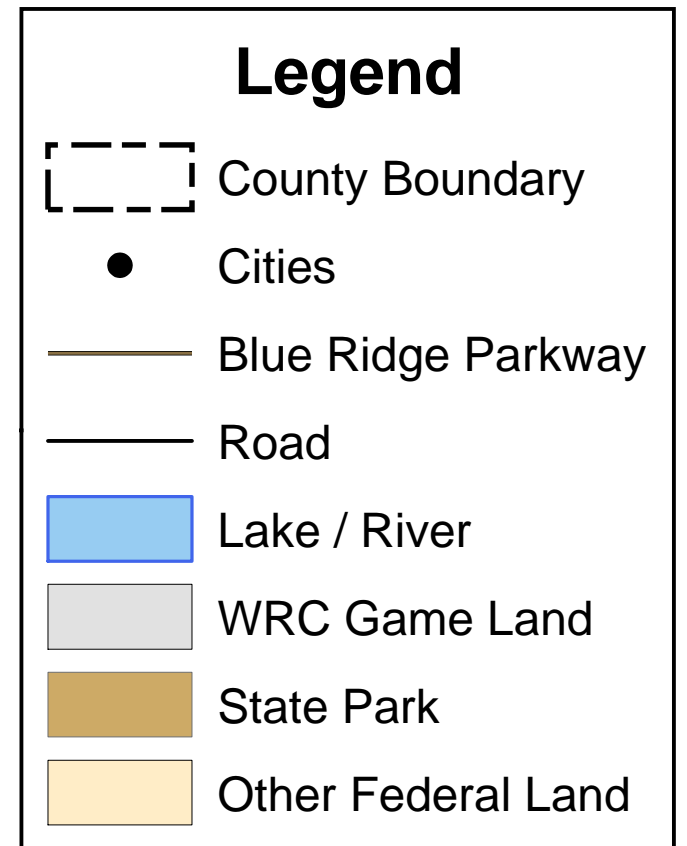 Legend
County Boundary
Cities
Blue Ridge Parkway
Road
Lake / River
WRC Game Land
State Park
Other Federal Land